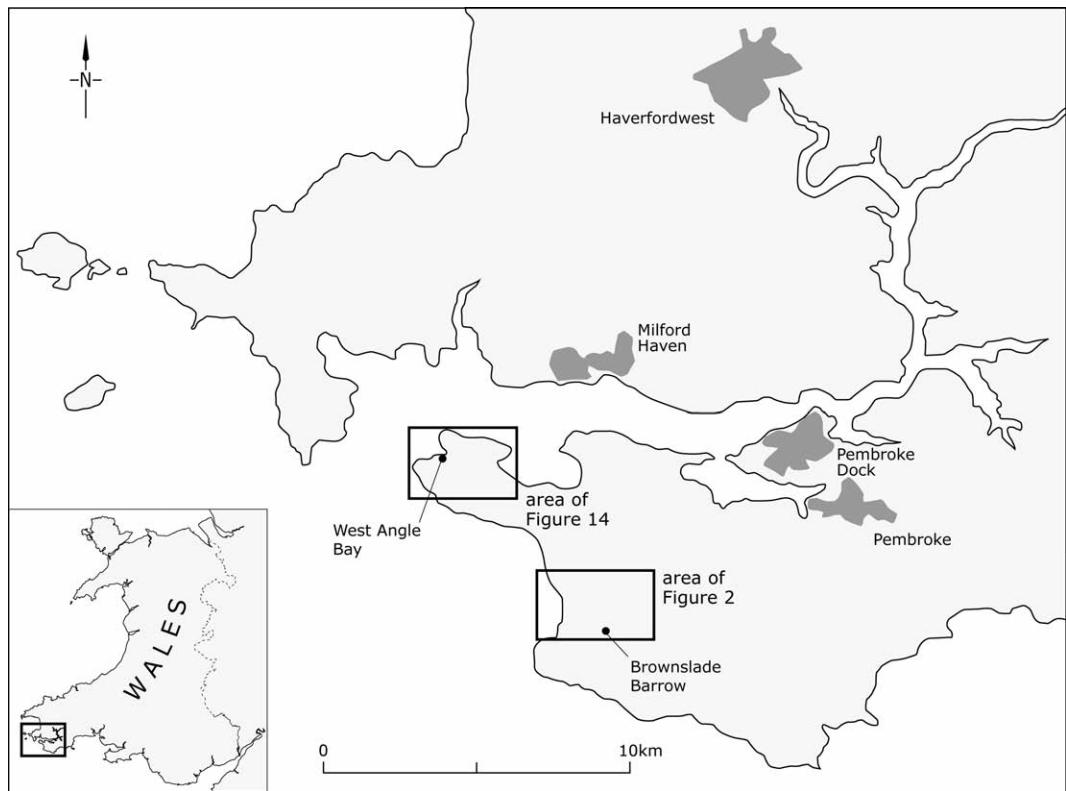 -N-
Haverfordwest
Milford
Haven
Pembroke
Dock
area of
Figure 14
West Angle
Bay
Pembroke
area of
Figure 2
WALES
Brownslade
Barrow
0
10km